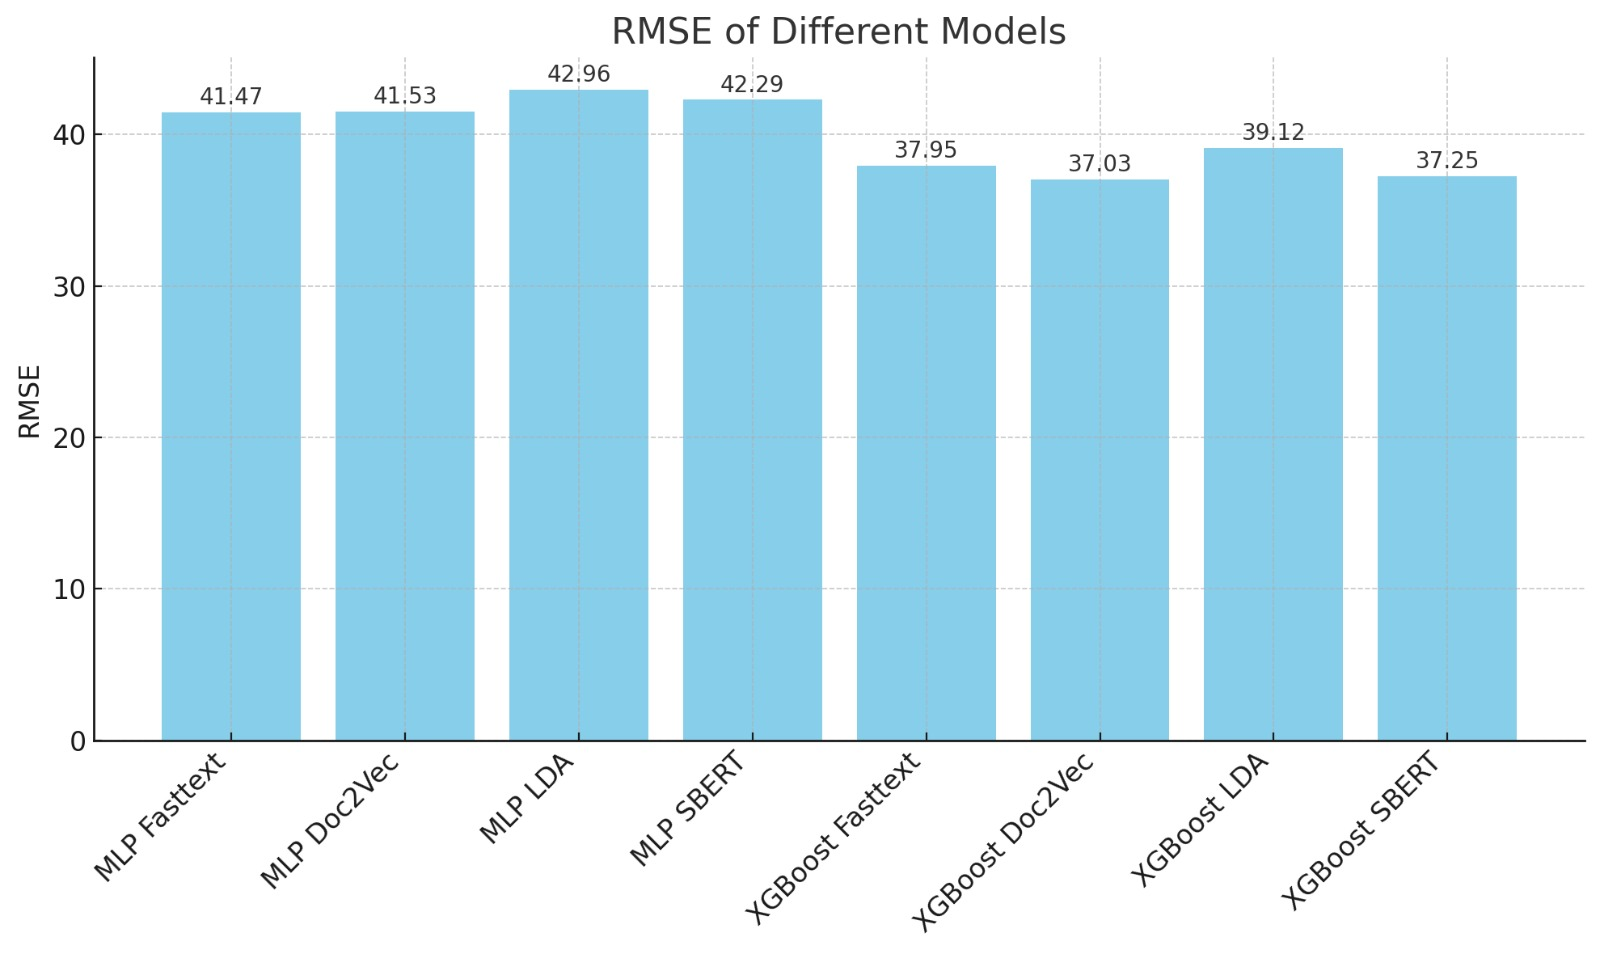 RMSE of Different Models
41.47
41.53
42.96
42.29
37.95
37.03
39.12
37.25
40
30
20
10
0
RMSE
MLP Fasttext
MLP Doc2Vec
MLP LDA
MLP SBERT
XGBoost Fasttext
XGBoost Doc2Vec
XGBoost LDA
XGBoost SBERT